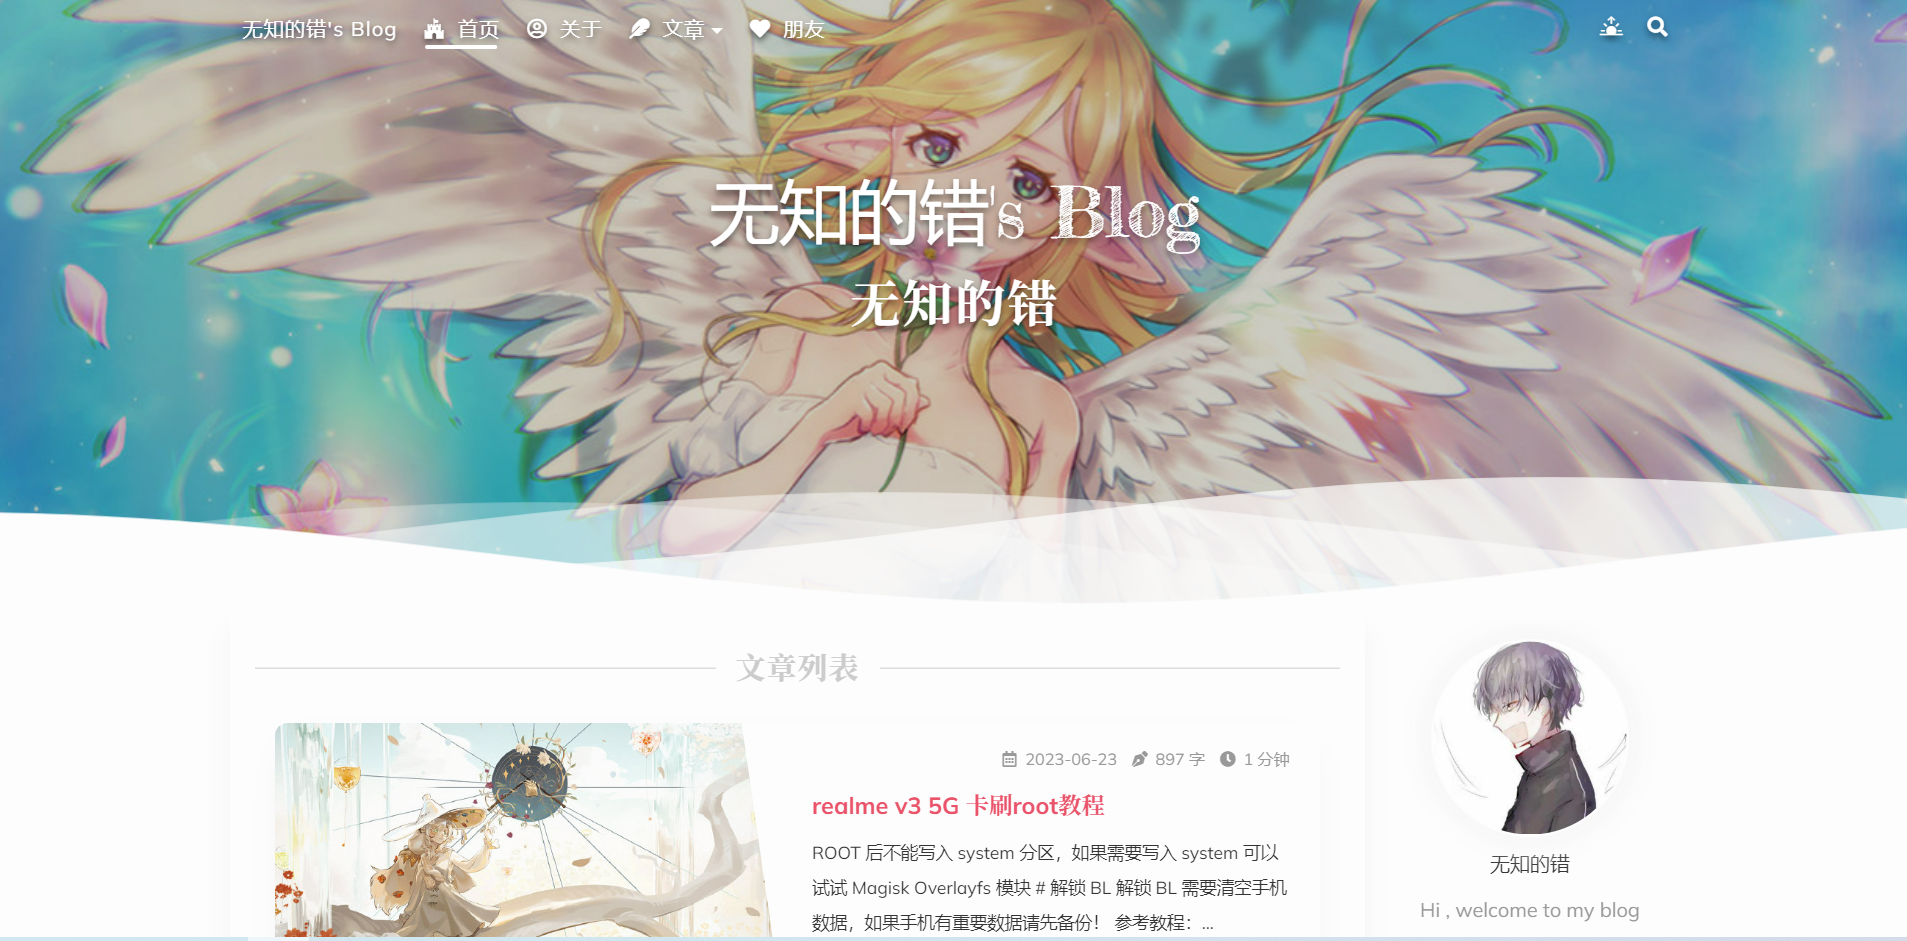 无知的错's Blog 首页 关于 文章 朋友
无知的错's Blog
无知的错
文章列表
2023-06-23 897 字 1 分钟
realme v3 5G 卡刷root教程
ROOT 后不能写入 system 分区，如果需要写入 system 可以
试试 Magisk Overlayfs 模块 # 解锁 BL 解锁 BL 需要清空手机
数据，如果手机有重要数据请先备份！ 参考教程：...
无知的错
Hi , welcome to my blog